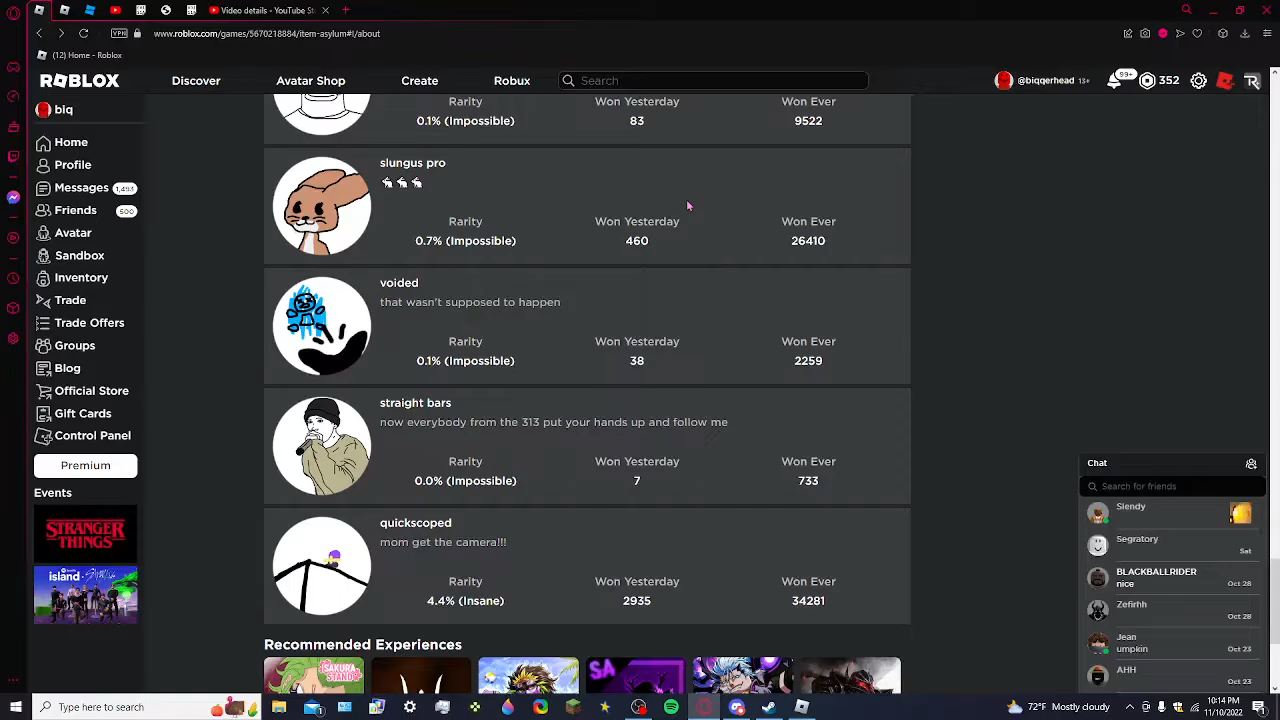 Video details - YouTube St
VPN
www.roblox.com/games/5670218884/item-asylum#!/about
(12) Home - Roblox
ROBLOX
Discover
Avatar Shop
Create
Robux
Search
@biqqerhead 13+
99+
352
biq
Home
Profile
Messages
1,493
Friends
500
Avatar
Sandbox
Inventory
Trade
Trade Offers
Groups
Blog
Official Store
Gift Cards
Control Panel
Premium
Events
STRANGER
THINGS
island
Rarity
Won Yesterday
Won Ever
0.1% (Impossible)
83
9522
slungus pro
🐁🐁🐁
Rarity
Won Yesterday
Won Ever
0.7% (Impossible)
460
26410
voided
that wasn't supposed to happen
Rarity
Won Yesterday
Won Ever
0.1% (Impossible)
38
2259
straight bars
now everybody from the 313 put your hands up and follow me
Rarity
Won Yesterday
Won Ever
0.0% (Impossible)
7
733
quickscoped
mom get the camera!!!
Rarity
Won Yesterday
Won Ever
4.4% (Insane)
2935
34281
Recommended Experiences
SAKURA
STAND
SA
Chat
Search for friends
Slendy
Segratory
Sat
BLACKBALLRIDER
nice
Oct 28
Zefirhh
Oct 28
Jean
umpkin
Oct 23
AHH
Oct 23
Type here to search
72°F Mostly cloudy
10:14 PM
11/10/2022